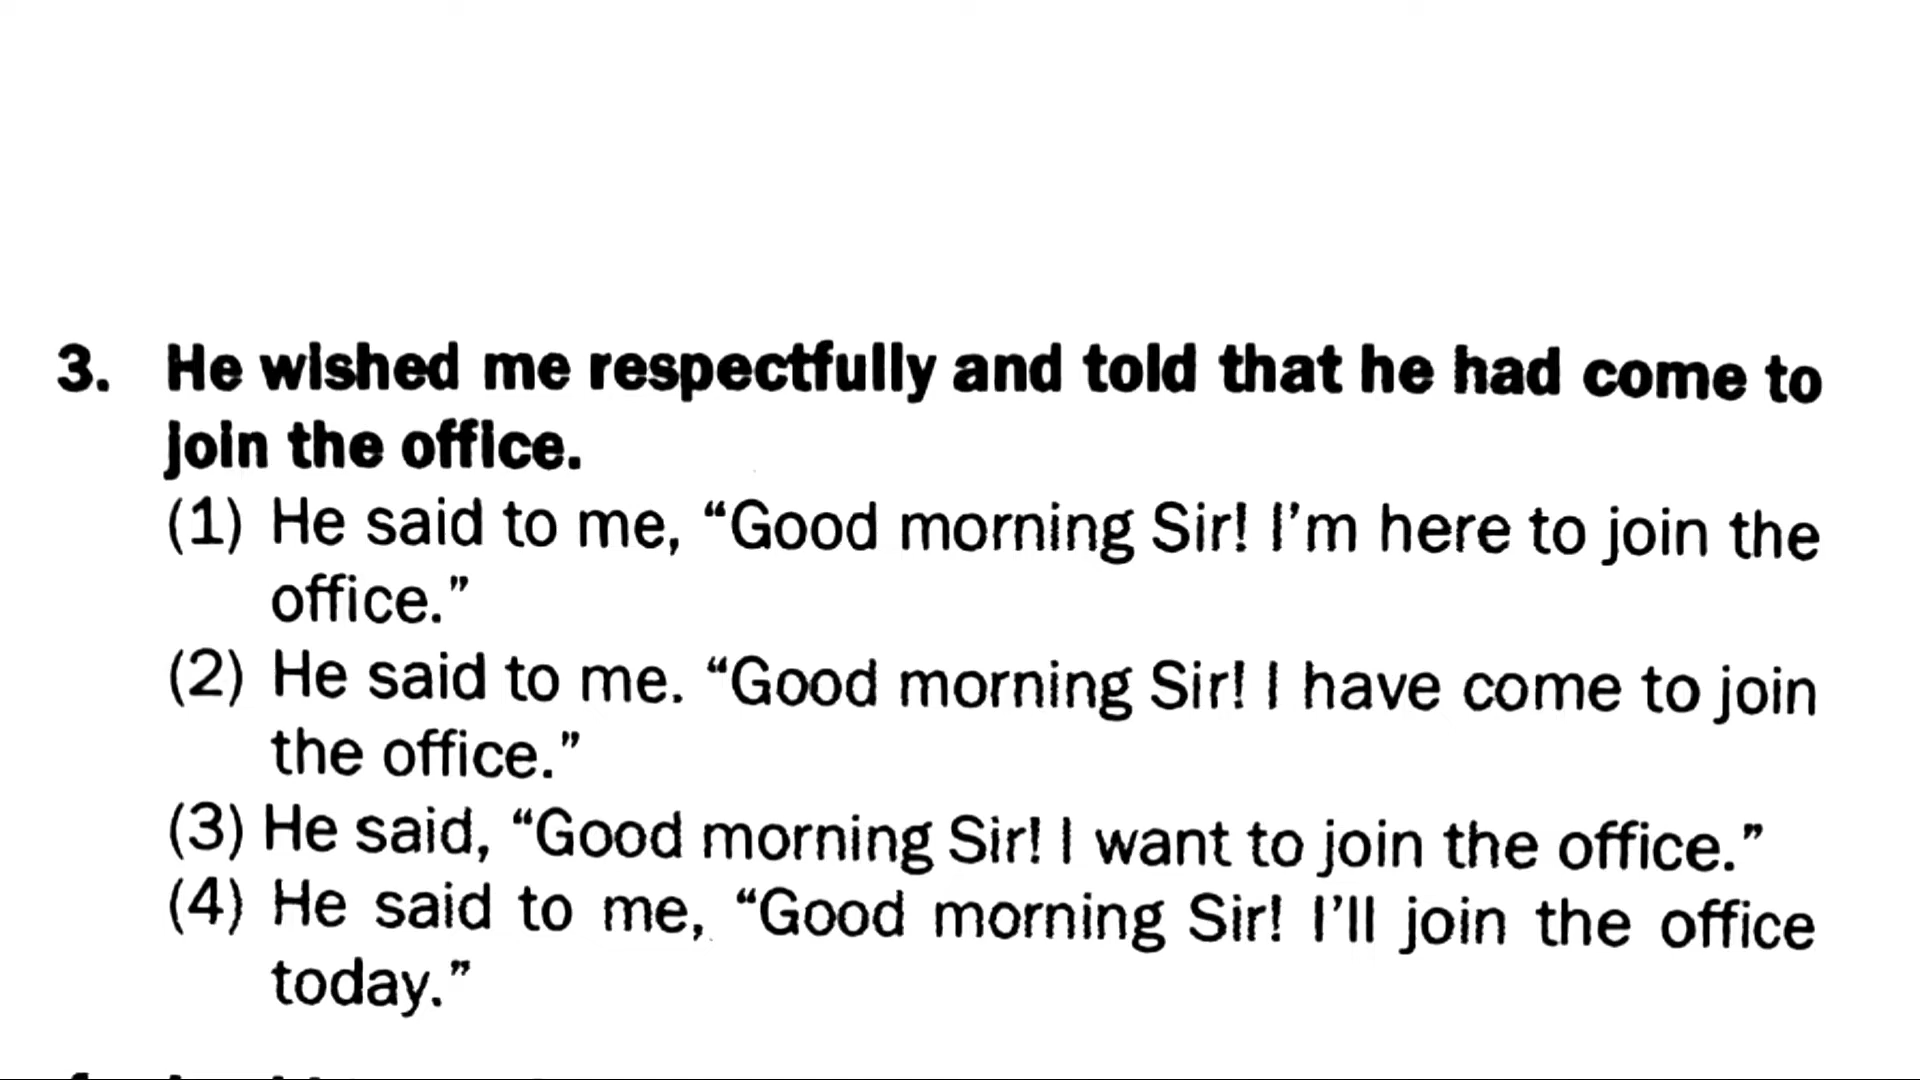 3. He wished me respectfully and told that he had come to
join the office.
(1) He said to me, “Good morning Sir! I’m here to join the
office.”
(2) He said to me. “Good morning Sir! I have come to join
the office.”
(3) He said, “Good morning Sir! I want to join the office.”
(4) He said to me, “Good morning Sir! I’ll join the office
today.”